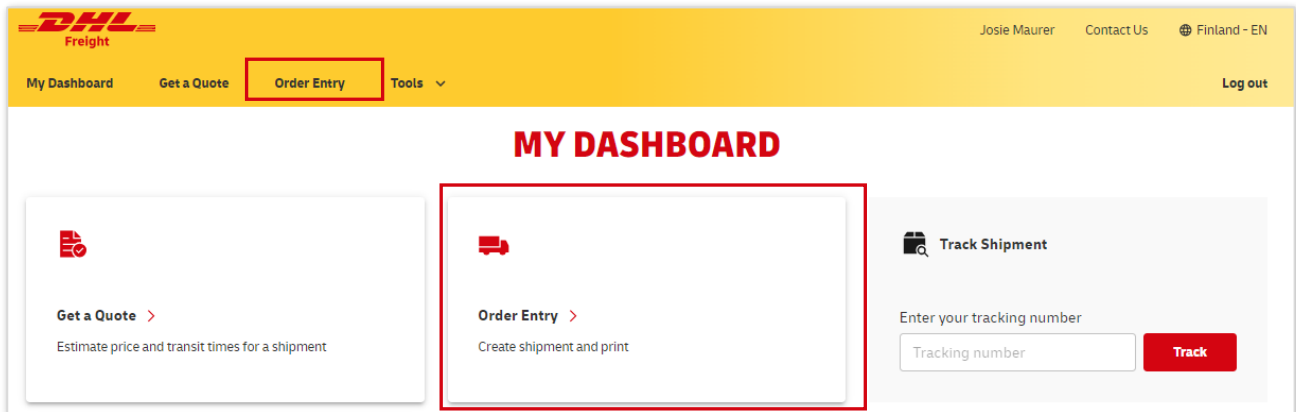 DHL
Freight
Josie Maurer Contact Us Finland - EN
My Dashboard Get a Quote Order Entry Tools Log out
MY DASHBOARD
Get a Quote
Estimate price and transit times for a shipment
Order Entry
Create shipment and print
Track Shipment
Enter your tracking number
Tracking number Track